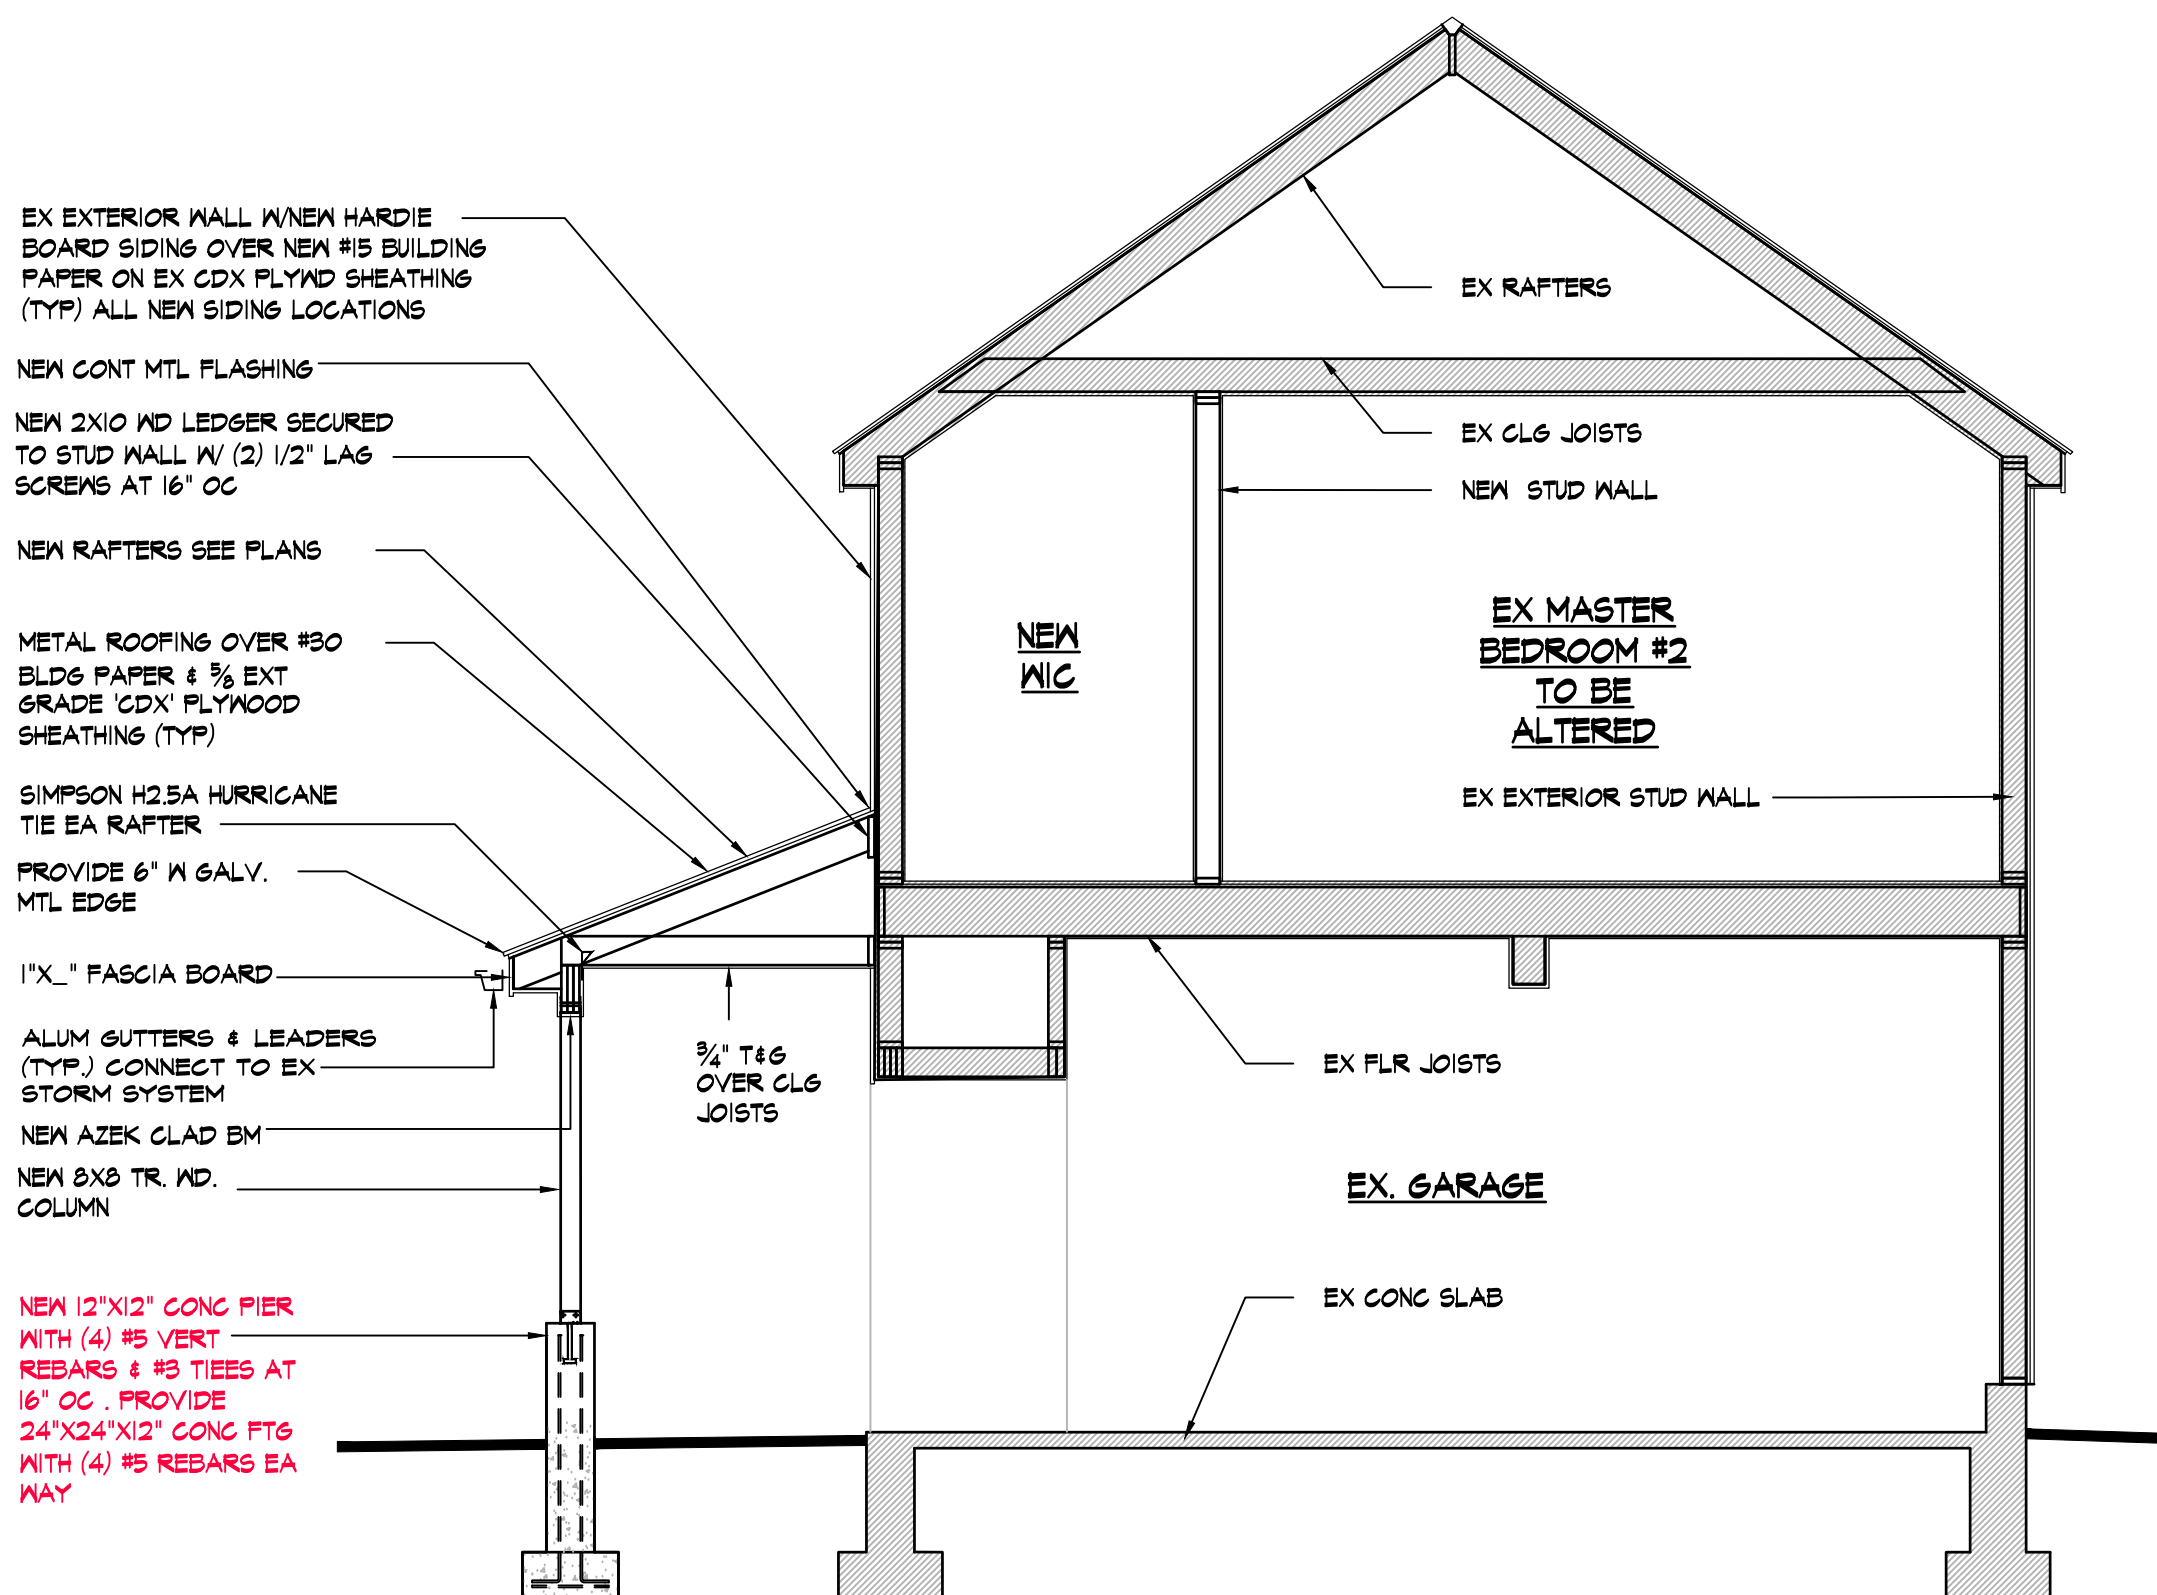 EX EXTERIOR WALL W/NEW HARDIE
BOARD SIDING OVER NEW #15 BUILDING
PAPER ON EX CDX PLYWD SHEATHING
(TYP) ALL NEW SIDING LOCATIONS
NEW CONT MTL FLASHING
NEW 2X10 WD LEDGER SECURED
TO STUD WALL W/ (2) 1/2" LAG
SCREWS AT 16" OC
NEW RAFTERS SEE PLANS
METAL ROOFING OVER #30
BLDG PAPER & 5/8 EXT
GRADE 'CDX' PLYWOOD
SHEATHING (TYP)
SIMPSON H2.5A HURRICANE
TIE EA RAFTER
PROVIDE 6" W GALV.
MTL EDGE
1"X_" FASCIA BOARD
ALUM GUTTERS & LEADERS
(TYP.) CONNECT TO EX
STORM SYSTEM
NEW AZEK CLAD BM
NEW 8X8 TR. WD.
COLUMN
NEW 12"X12" CONC PIER
WITH (4) #5 VERT
REBARS & #3 TIEES AT
16" OC . PROVIDE
24"X24"X12" CONC FTG
WITH (4) #5 REBARS EA
WAY
3/4" T&G
OVER CLG
JOISTS
NEW
WIC
EX RAFTERS
EX CLG JOISTS
NEW STUD WALL
EX MASTER
BEDROOM #2
TO BE
ALTERED
EX EXTERIOR STUD WALL
EX FLR JOISTS
EX. GARAGE
EX CONC SLAB